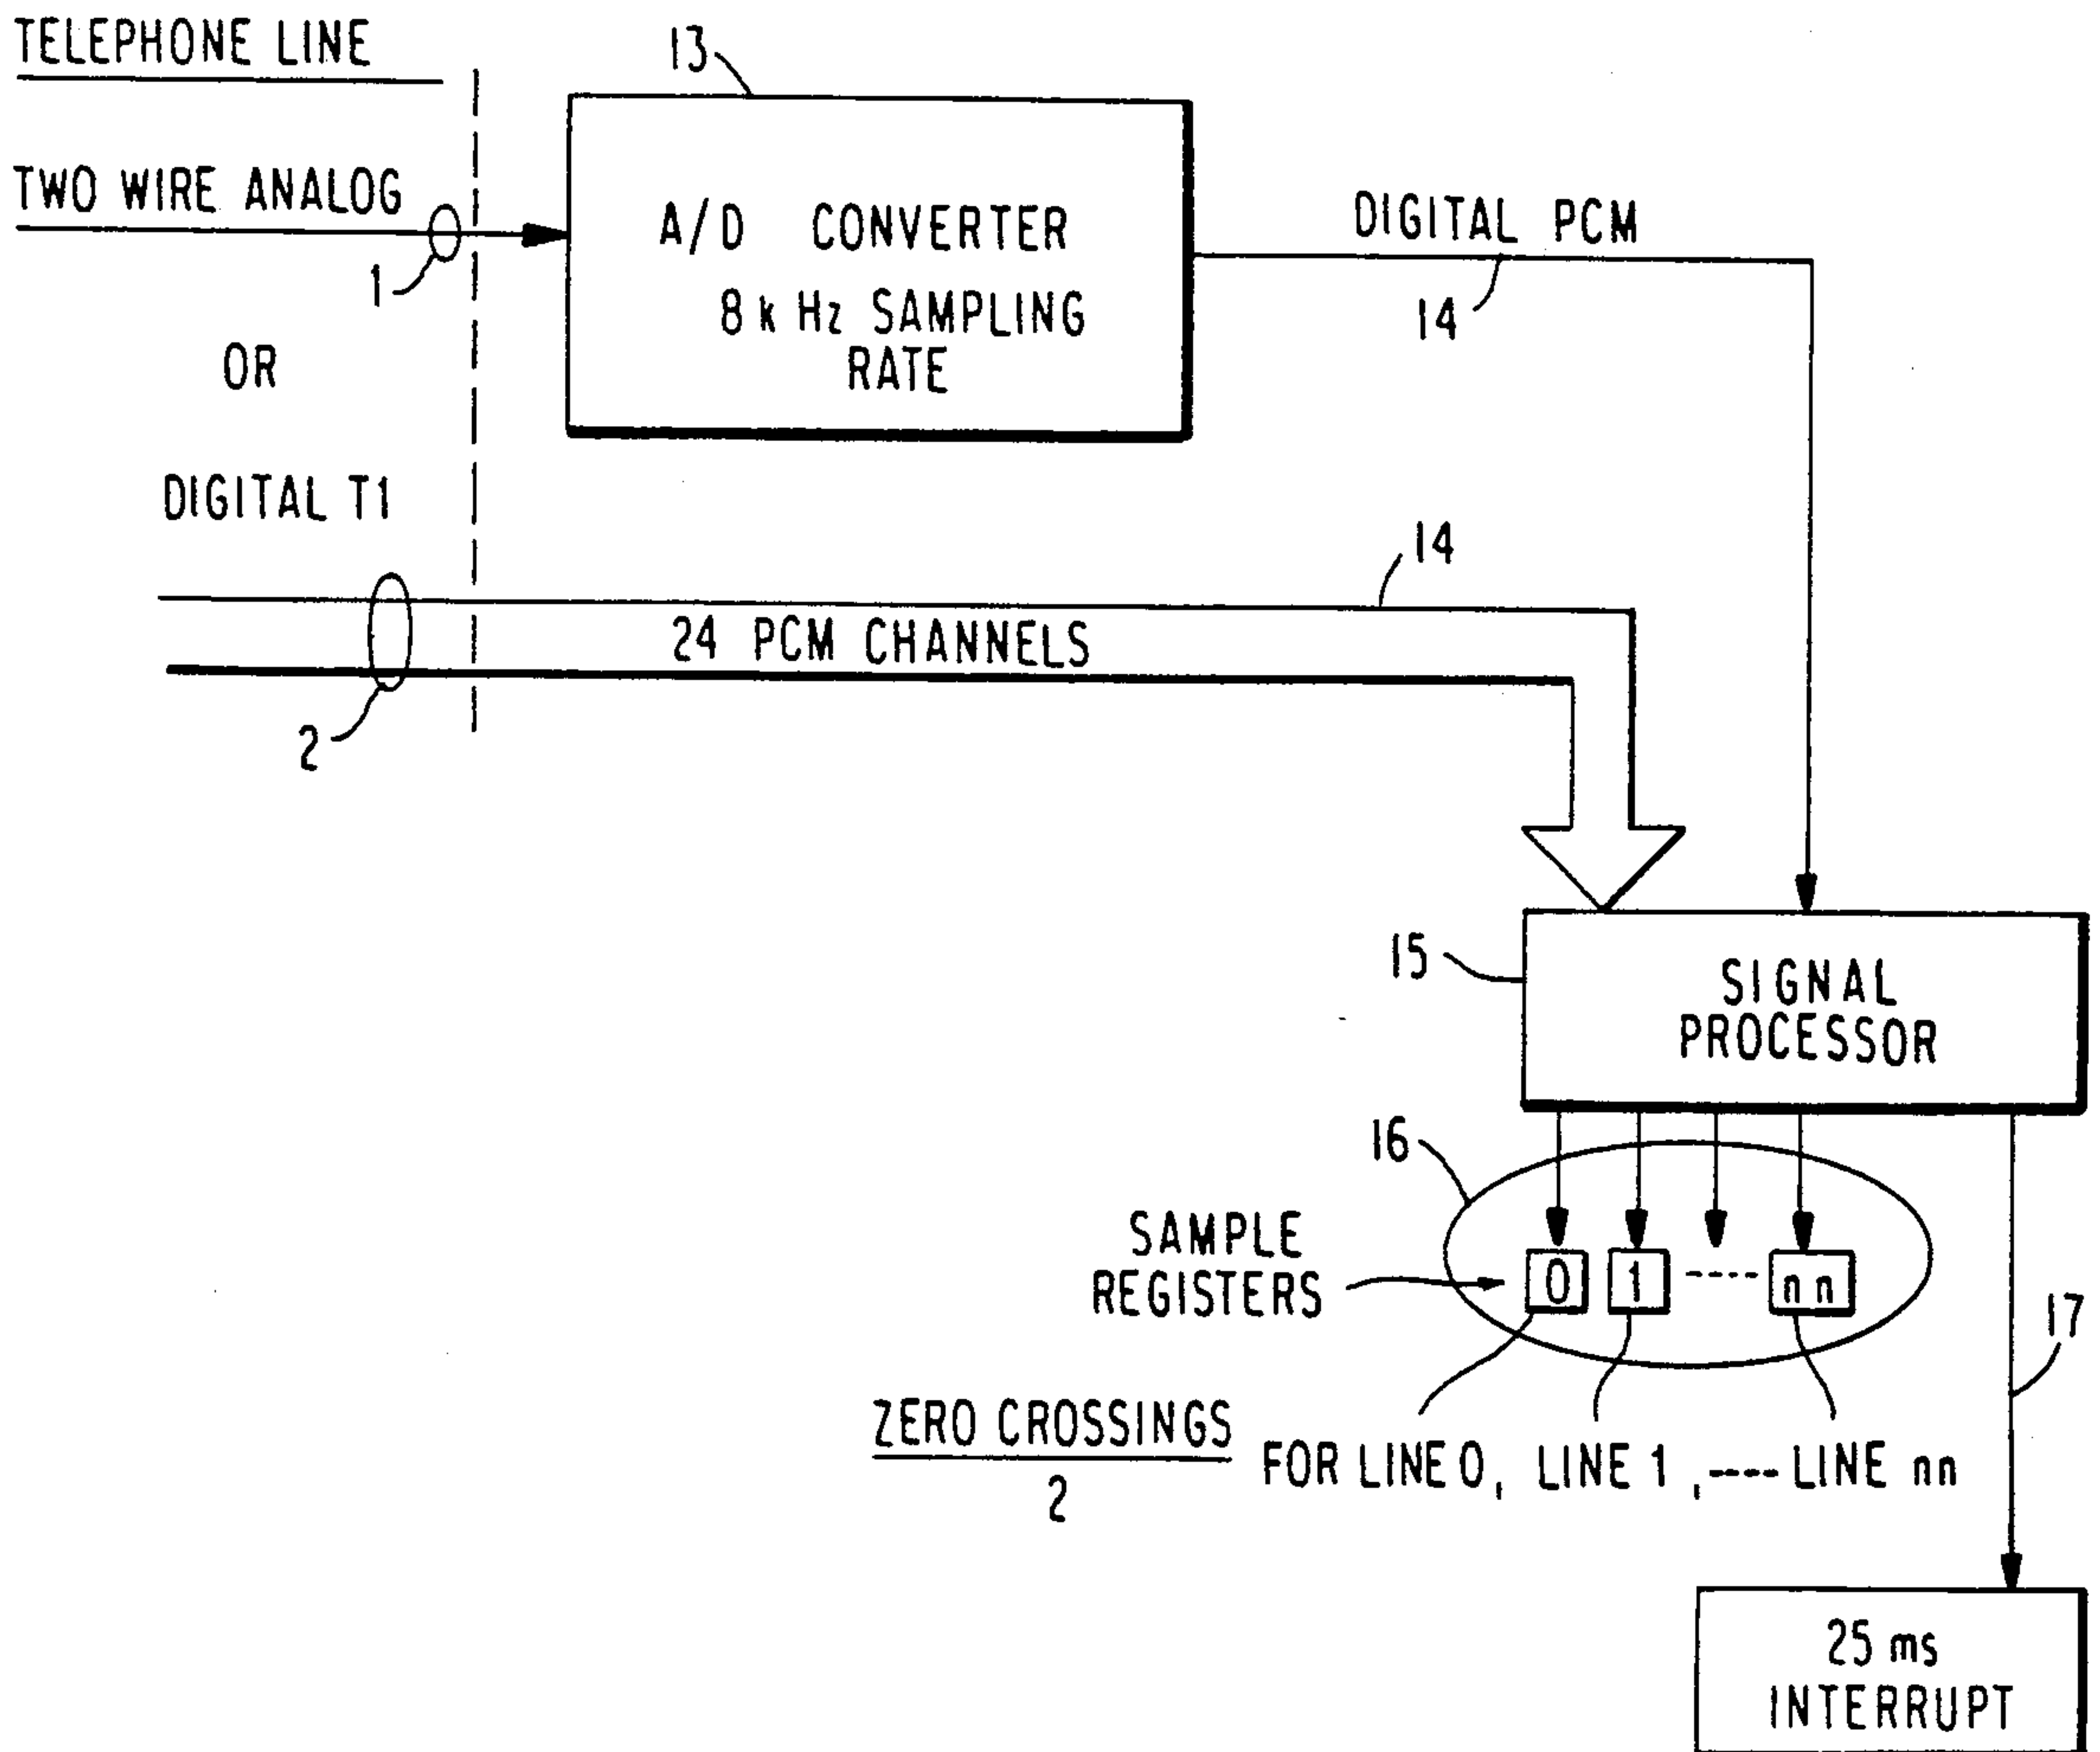 TELEPHONE LINE
13
TWO WIRE ANALOG
1
A/D CONVERTER
8 k Hz SAMPLING
RATE
DIGITAL PCM
14
OR
DIGITAL T1
14
24 PCM CHANNELS
2
15
SIGNAL
PROCESSOR
16
SAMPLE
REGISTERS
0 1 ---- nn
17
ZERO CROSSINGS
2
FOR LINE 0, LINE 1 ,---- LINE nn
25 ms
INTERRUPT